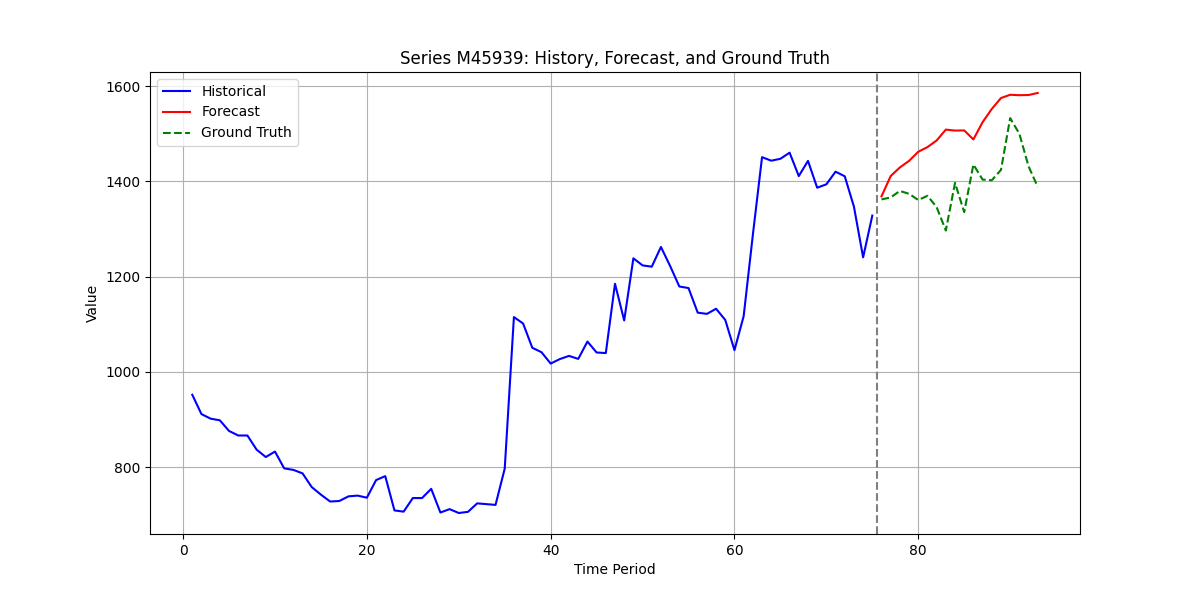 Series M45939: History, Forecast, and Ground Truth
Historical
Forecast
Ground Truth
1600
1400
1200
1000
800
Value
0 20 40 60 80
Time Period